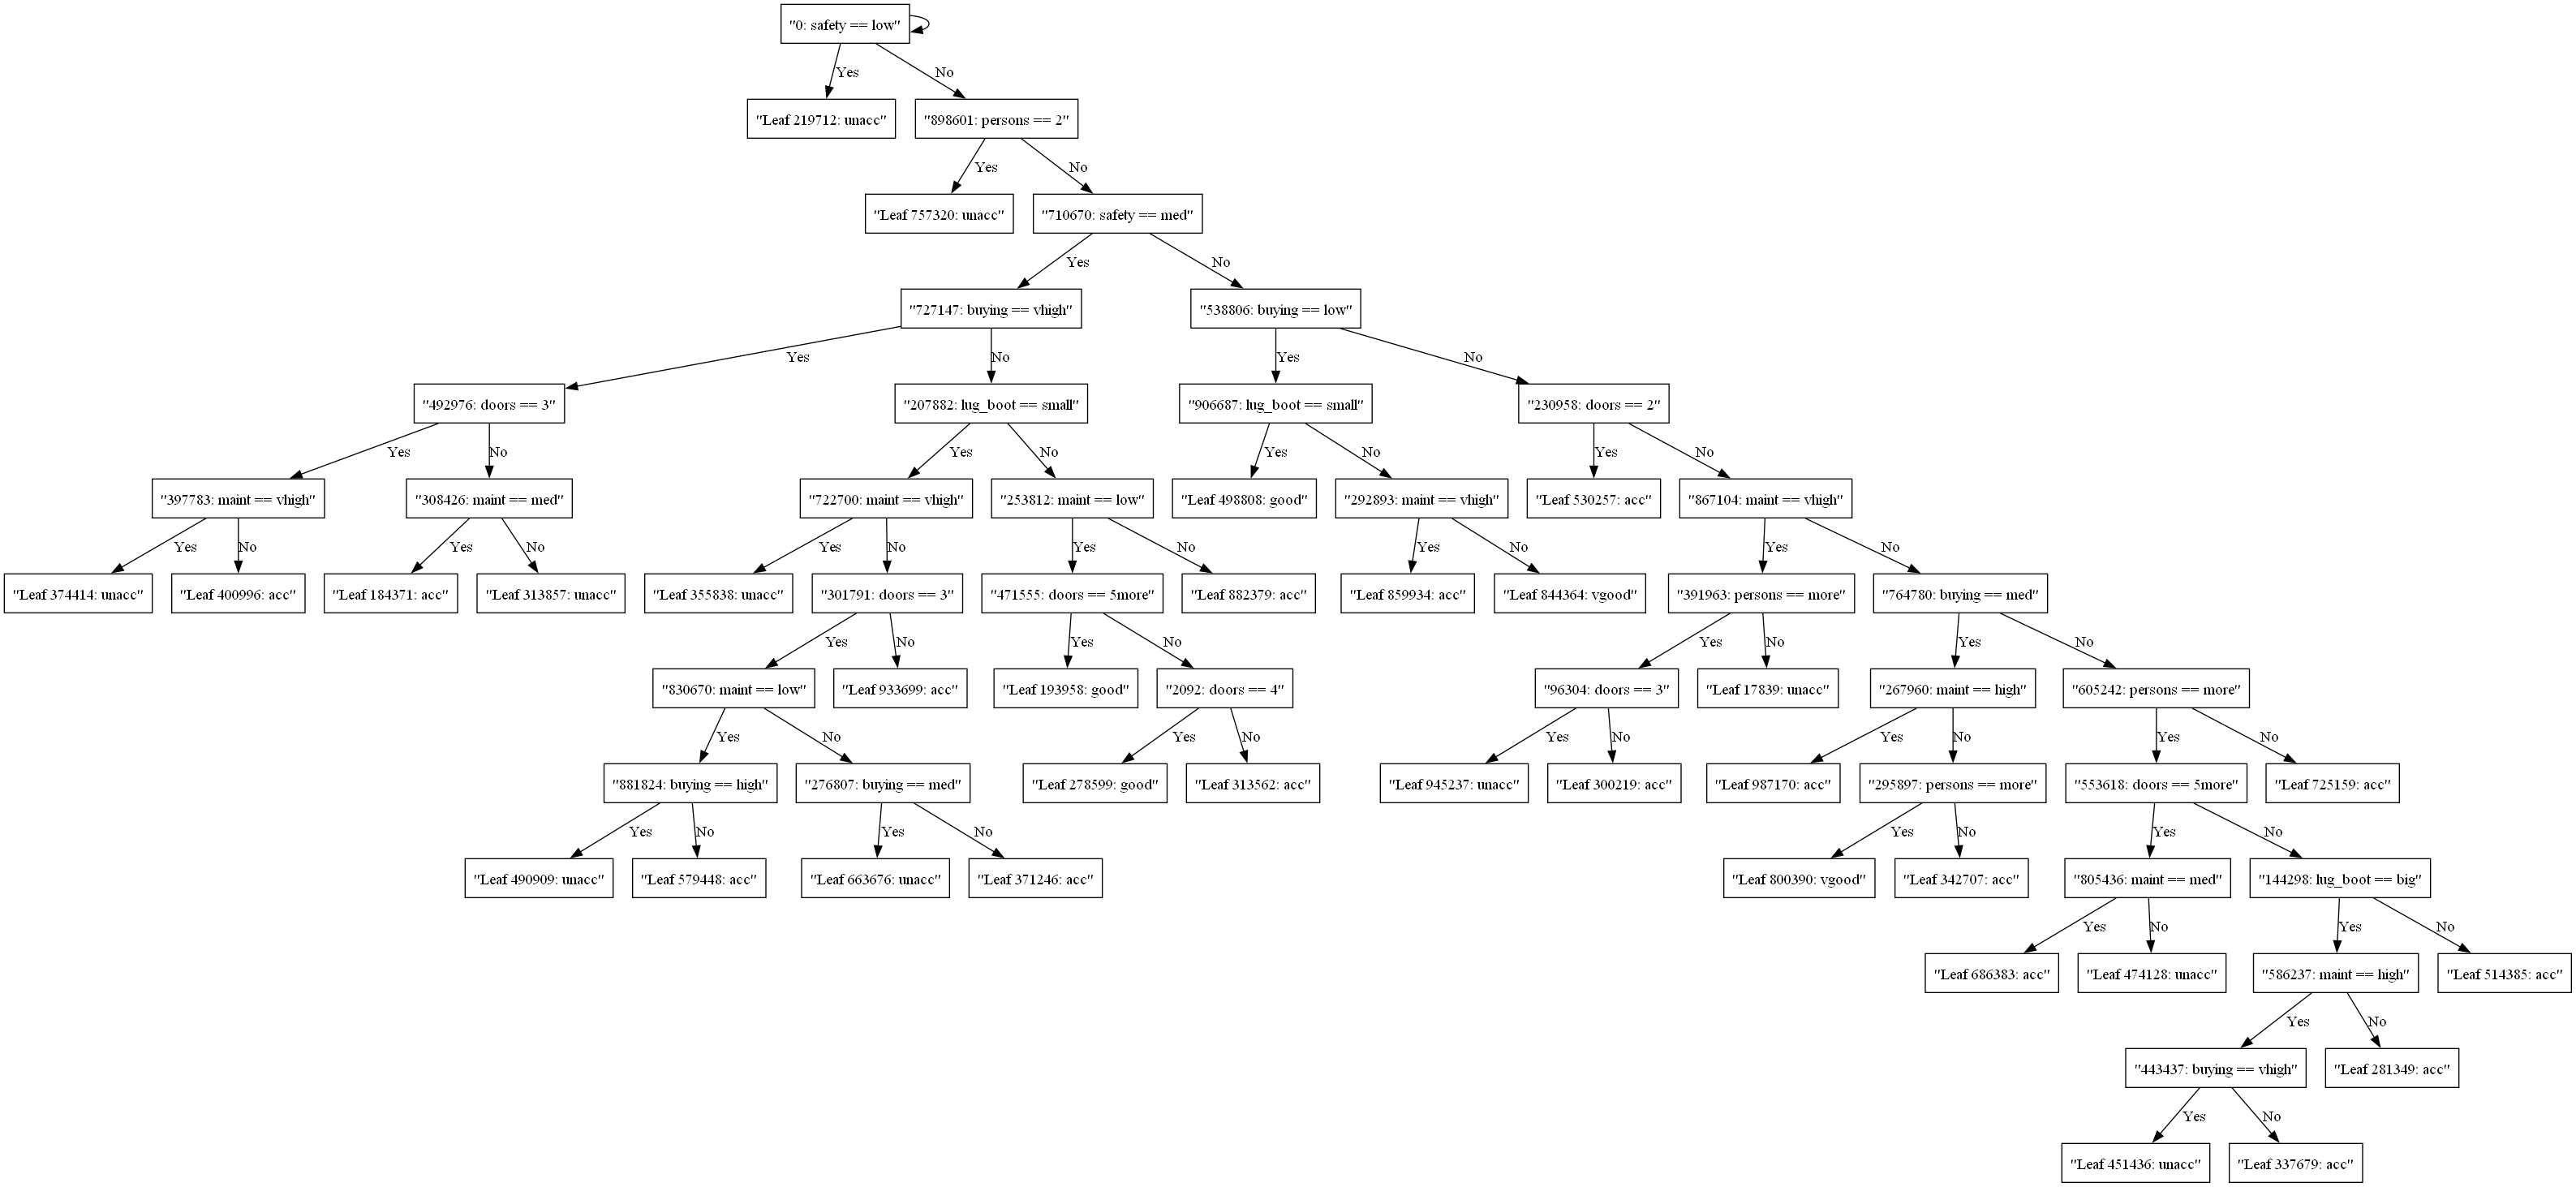 "0: safety == low"
Yes
No
"Leaf 219712: unacc"
"898601: persons == 2"
Yes
No
"Leaf 757320: unacc"
"710670: safety == med"
Yes
No
"727147: buying == vhigh"
"538806: buying == low"
Yes
No
Yes
No
"492976: doors == 3"
"207882: lug_boot == small"
"906687: lug_boot == small"
"230958: doors == 2"
Yes
No
Yes
No
Yes
No
Yes
No
"397783: maint == vhigh"
"308426: maint == med"
"722700: maint == vhigh"
"253812: maint == low"
"Leaf 498808: good"
"292893: maint == vhigh"
"Leaf 530257: acc"
"867104: maint == vhigh"
Yes
No
Yes
No
Yes
No
Yes
No
Yes
No
Yes
No
"Leaf 374414: unacc"
"Leaf 400996: acc"
"Leaf 184371: acc"
"Leaf 313857: unacc"
"Leaf 355838: unacc"
"301791: doors == 3"
"471555: doors == 5more"
"Leaf 882379: acc"
"Leaf 859934: acc"
"Leaf 844364: vgood"
"391963: persons == more"
"764780: buying == med"
Yes
No
Yes
No
Yes
No
Yes
No
"830670: maint == low"
"Leaf 933699: acc"
"Leaf 193958: good"
"2092: doors == 4"
"96304: doors == 3"
"Leaf 17839: unacc"
"267960: maint == high"
"605242: persons == more"
Yes
No
Yes
No
Yes
No
Yes
No
Yes
No
"881824: buying == high"
"276807: buying == med"
"Leaf 278599: good"
"Leaf 313562: acc"
"Leaf 945237: unacc"
"Leaf 300219: acc"
"Leaf 987170: acc"
"295897: persons == more"
"553618: doors == 5more"
"Leaf 725159: acc"
Yes
No
Yes
No
Yes
No
Yes
No
"Leaf 490909: unacc"
"Leaf 579448: acc"
"Leaf 663676: unacc"
"Leaf 371246: acc"
"Leaf 800390: vgood"
"Leaf 342707: acc"
"805436: maint == med"
"144298: lug_boot == big"
Yes
No
Yes
No
"Leaf 686383: acc"
"Leaf 474128: unacc"
"586237: maint == high"
"Leaf 514385: acc"
Yes
No
"443437: buying == vhigh"
"Leaf 281349: acc"
Yes
No
"Leaf 451436: unacc"
"Leaf 337679: acc"